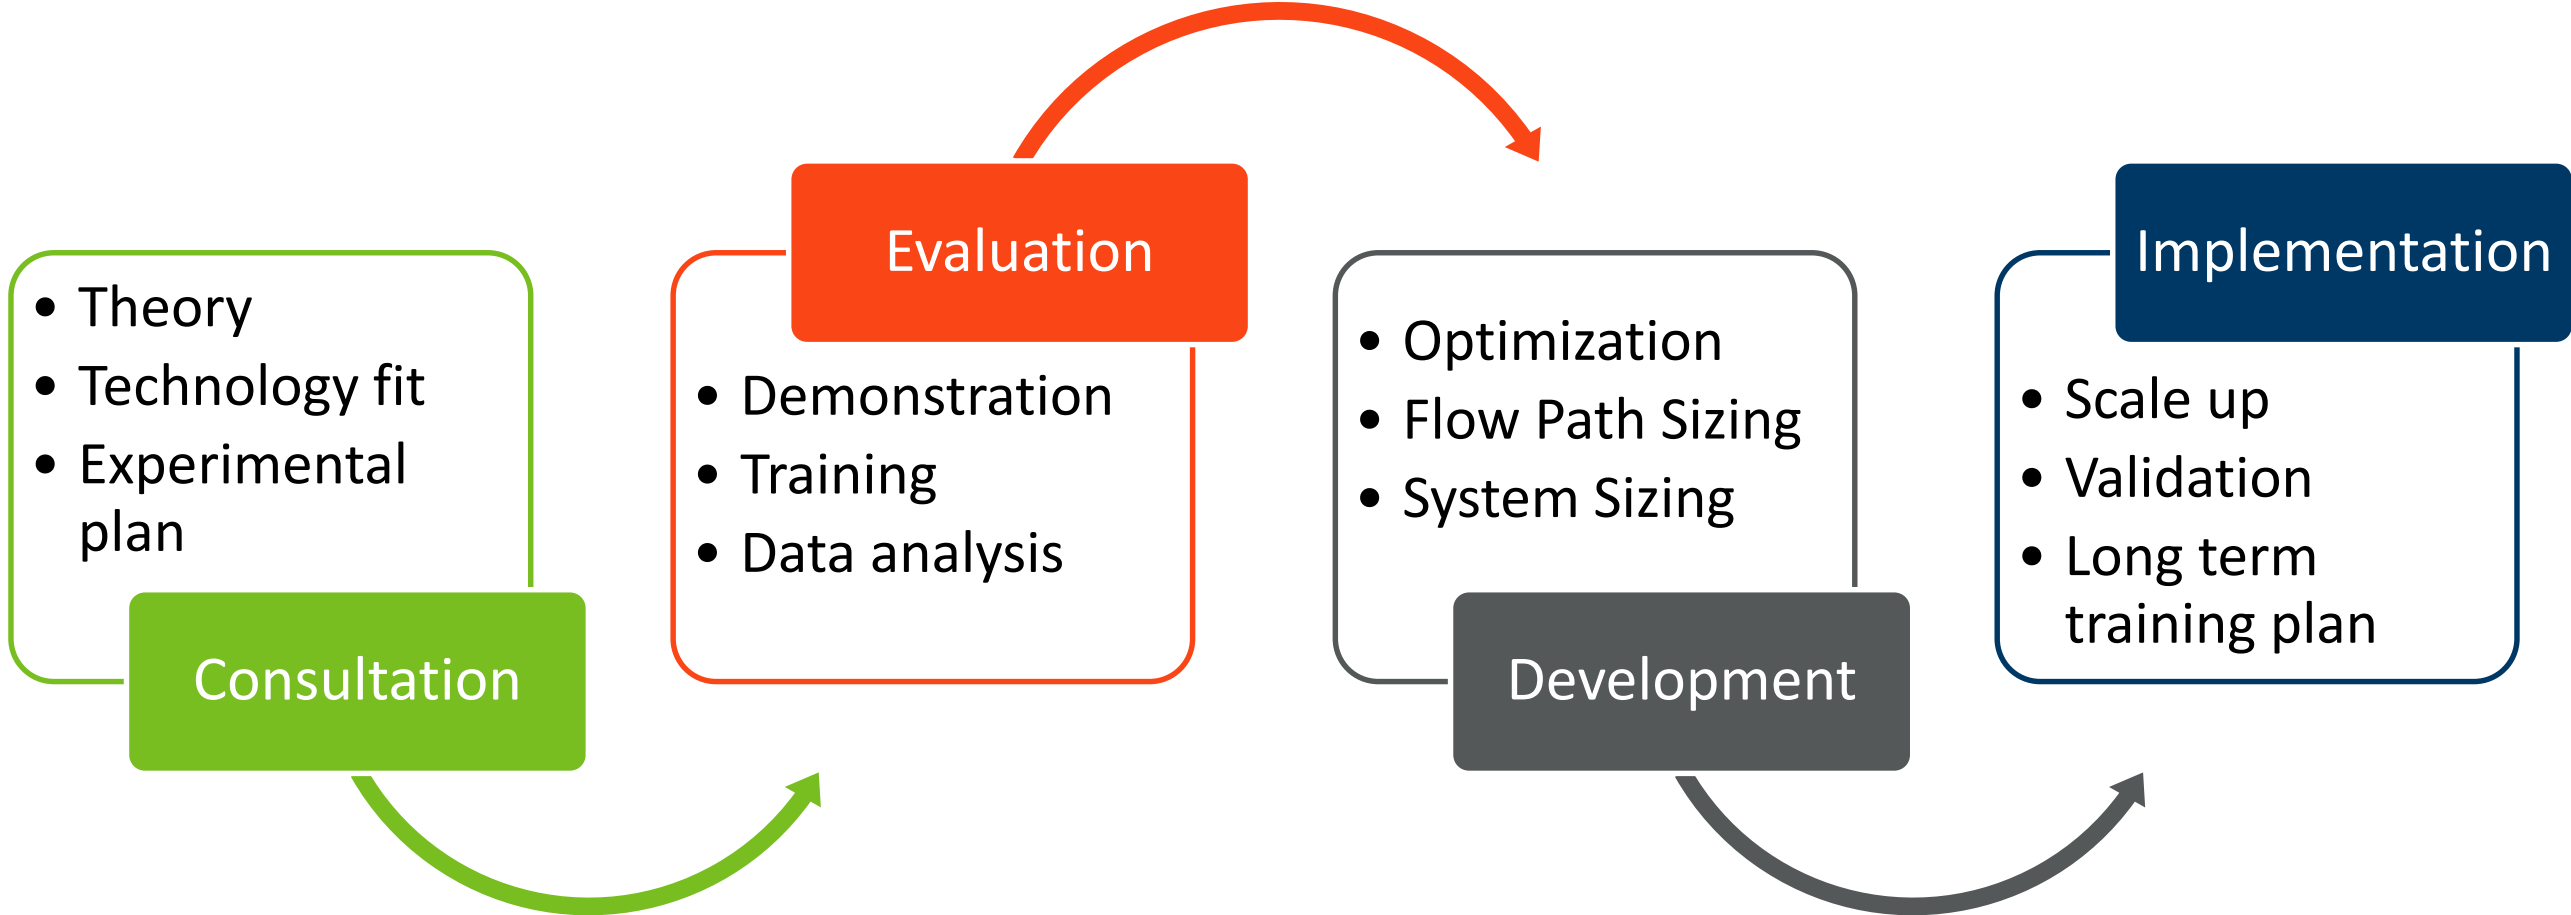 • Theory
• Technology fit
• Experimental
plan
Consultation
Evaluation
• Demonstration
• Training
• Data analysis
• Optimization
• Flow Path Sizing
• System Sizing
Development
Implementation
• Scale up
• Validation
• Long term
training plan